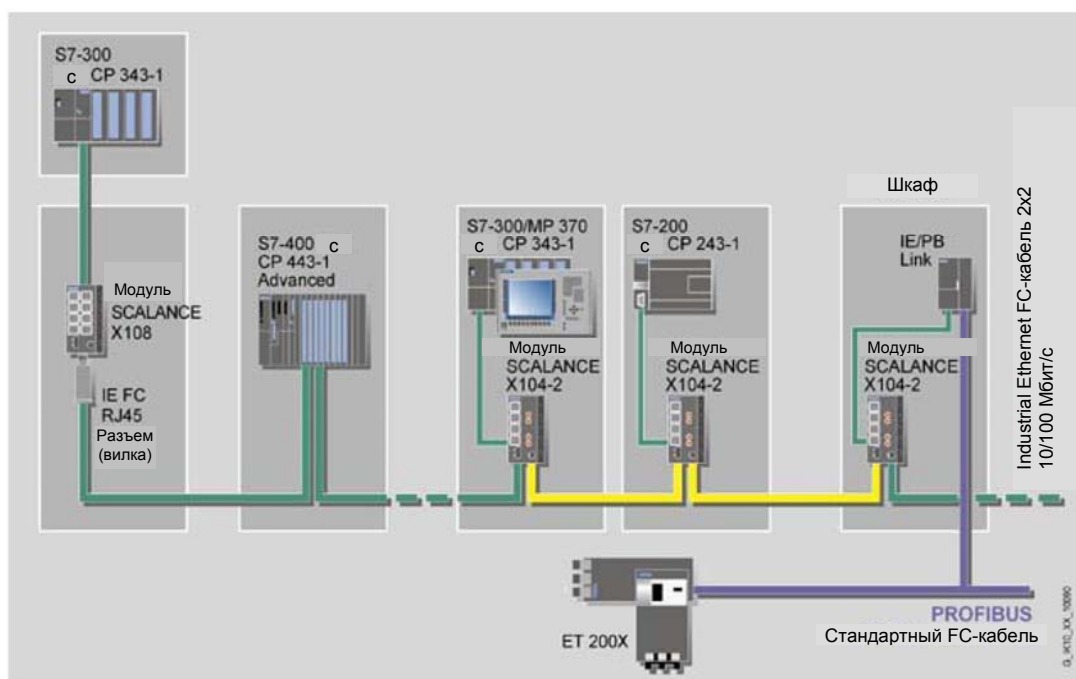 S7-300
с CP 343-1
Модуль
SCALANCE
X108
IE FC
RJ45
Разъем
(вилка)
S7-400 с
CP 443-1
Advanced
S7-300/MP 370
с CP 343-1
Модуль
SCALANCE
X104-2
S7-200
с CP 243-1
Модуль
SCALANCE
X104-2
Шкаф
IE/PB
Link
Модуль
SCALANCE
X104-2
Industrial Ethernet FC-кабель 2x2
10/100 Мбит/с
ET 200X
PROFIBUS
Стандартный FC-кабель
G_IK10_XX_10090